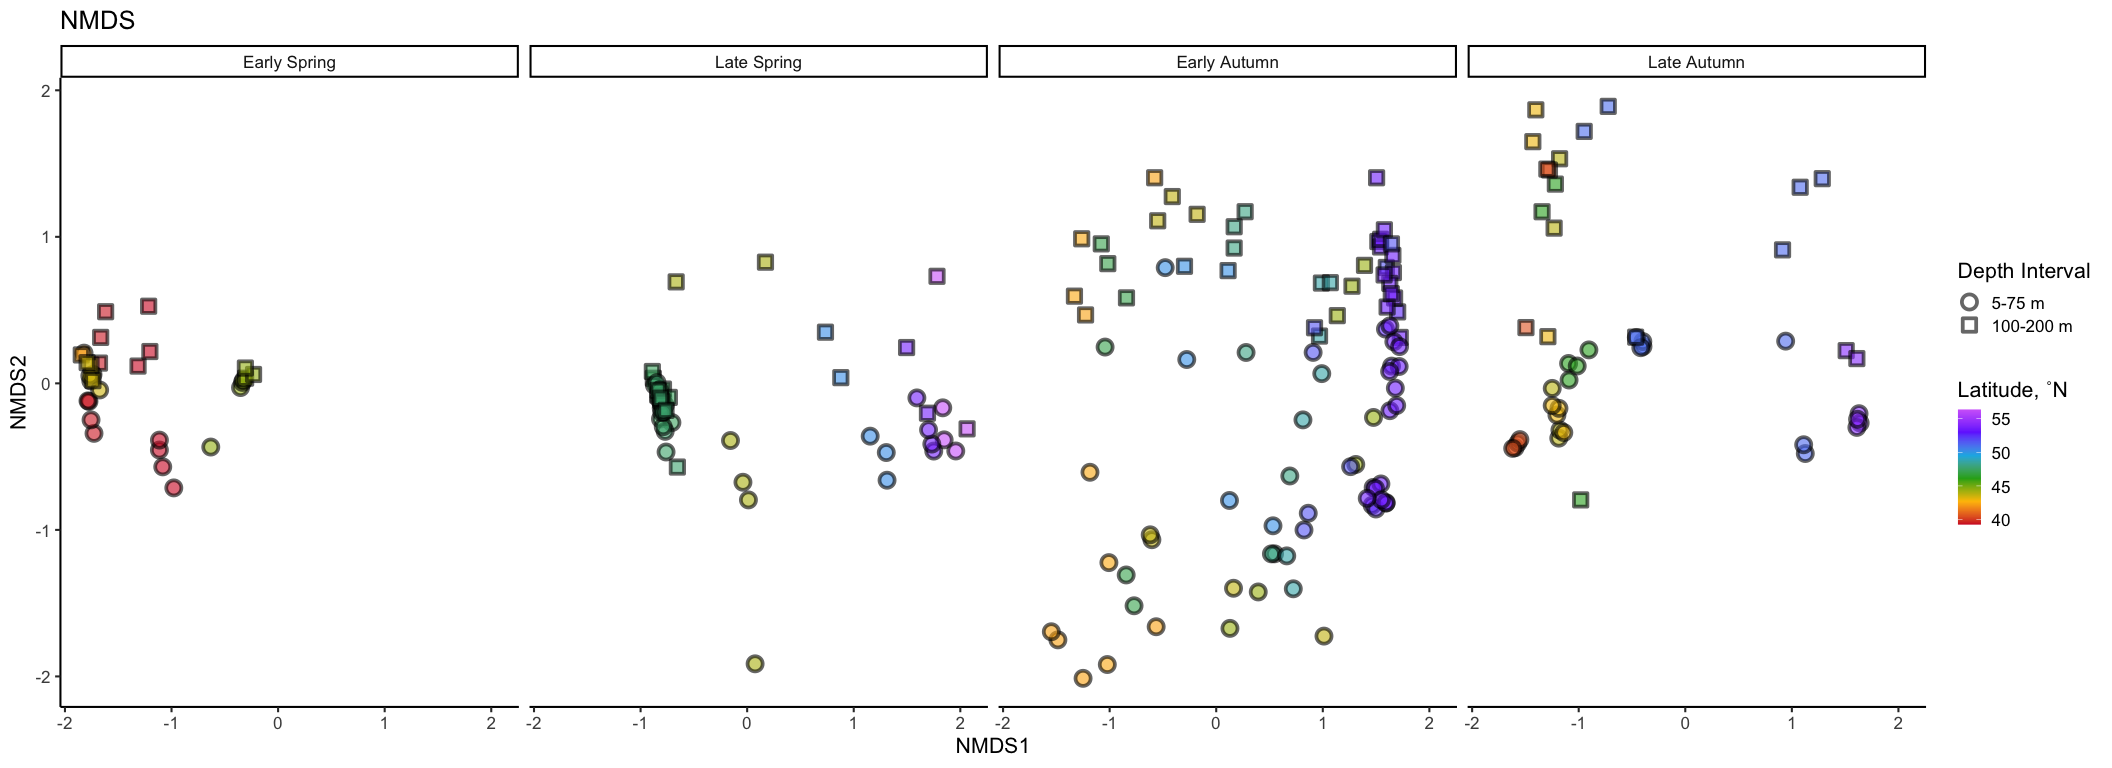 NMDS
Early Spring
Late Spring
Early Autumn
Late Autumn
NMDS2
2
1
0
-1
-2
-2 -1 0 1 2
-2 -1 0 1 2
-2 -1 0 1 2
-2 -1 0 1 2
NMDS1
Depth Interval
5-75 m
100-200 m
Latitude, °N
55
50
45
40